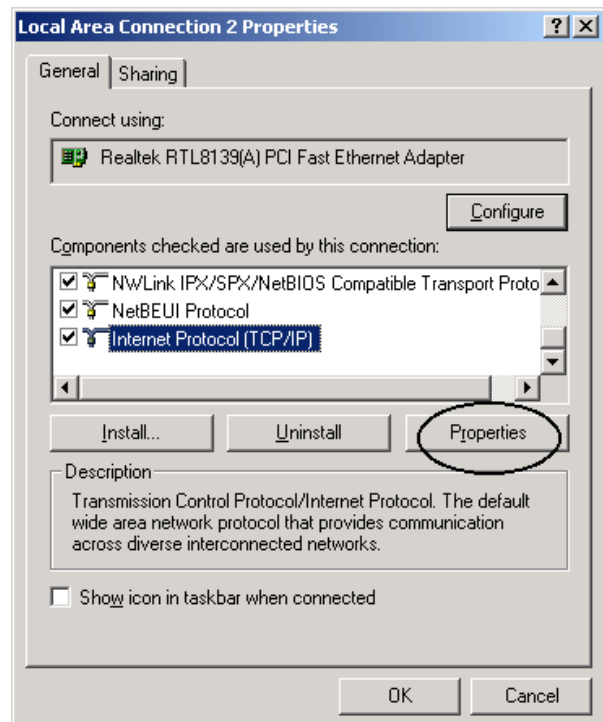 Local Area Connection 2 Properties
General
Sharing
Connect using:
Realtek RTL8139(A) PCI Fast Ethernet Adapter
Configure
Components checked are used by this connection:
NWLink IPX/SPX/NetBIOS Compatible Transport Proto
NetBEUI Protocol
Internet Protocol (TCP/IP)
Install...
Uninstall
Properties
Description
Transmission Control Protocol/Internet Protocol. The default
wide area network protocol that provides communication
across diverse interconnected networks.
Show icon in taskbar when connected
OK
Cancel